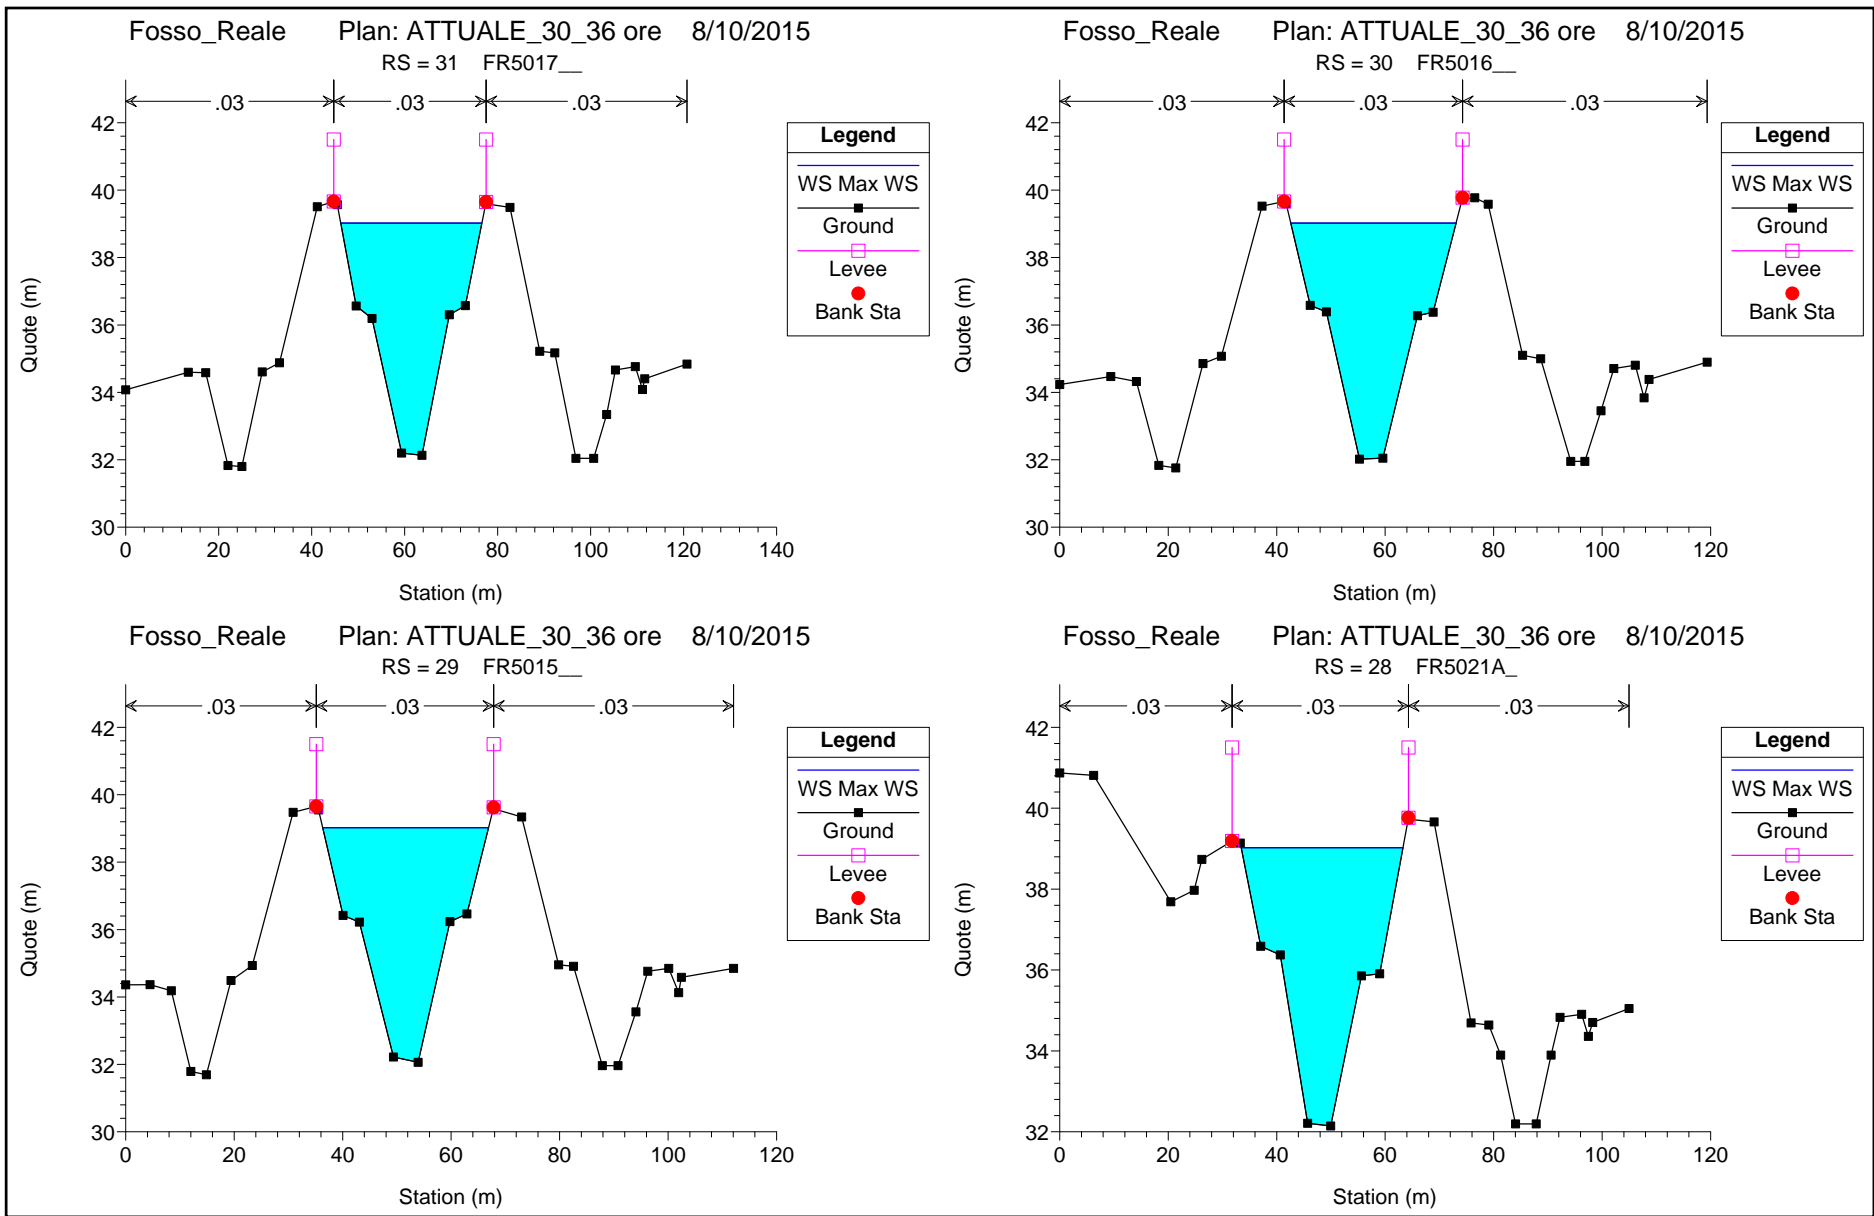 Fosso_Reale Plan: ATTUALE_30_36 ore 8/10/2015
RS = 31 FR5017__
.03 .03 .03
42
40
38
36
34
32
30
0 20 40 60 80 100 120 140
Station (m)
Quote (m)
Legend
WS Max WS
Ground
Levee
Bank Sta
Fosso_Reale Plan: ATTUALE_30_36 ore 8/10/2015
RS = 30 FR5016__
.03 .03 .03
42
40
38
36
34
32
30
0 20 40 60 80 100 120
Station (m)
Quote (m)
Legend
WS Max WS
Ground
Levee
Bank Sta
Fosso_Reale Plan: ATTUALE_30_36 ore 8/10/2015
RS = 29 FR5015__
.03 .03 .03
42
40
38
36
34
32
30
0 20 40 60 80 100 120
Station (m)
Quote (m)
Legend
WS Max WS
Ground
Levee
Bank Sta
Fosso_Reale Plan: ATTUALE_30_36 ore 8/10/2015
RS = 28 FR5021A_
.03 .03 .03
42
40
38
36
34
32
0 20 40 60 80 100 120
Station (m)
Quote (m)
Legend
WS Max WS
Ground
Levee
Bank Sta